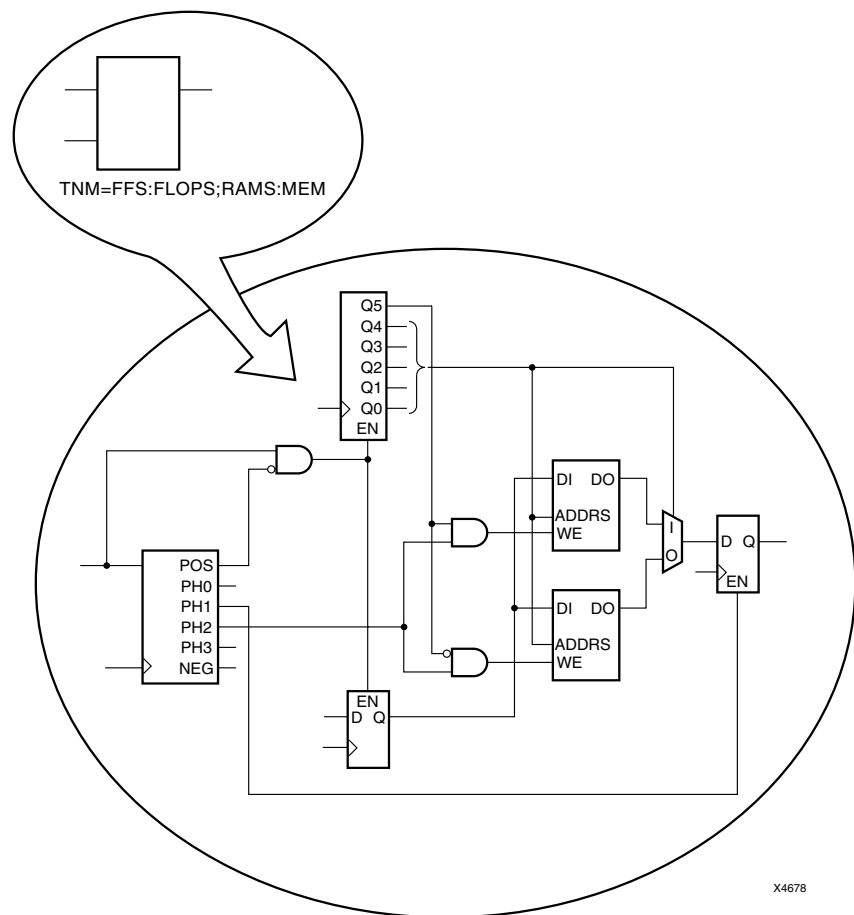 TNM=FFS:FLOPS;RAMS:MEM
Q5
Q4
Q3
Q2
Q1
Q0
EN
DI DO
ADDRS
WE
I
O
D Q
EN
POS
PH0
PH1
PH2
PH3
NEG
DI DO
ADDRS
WE
EN
D Q
X4678